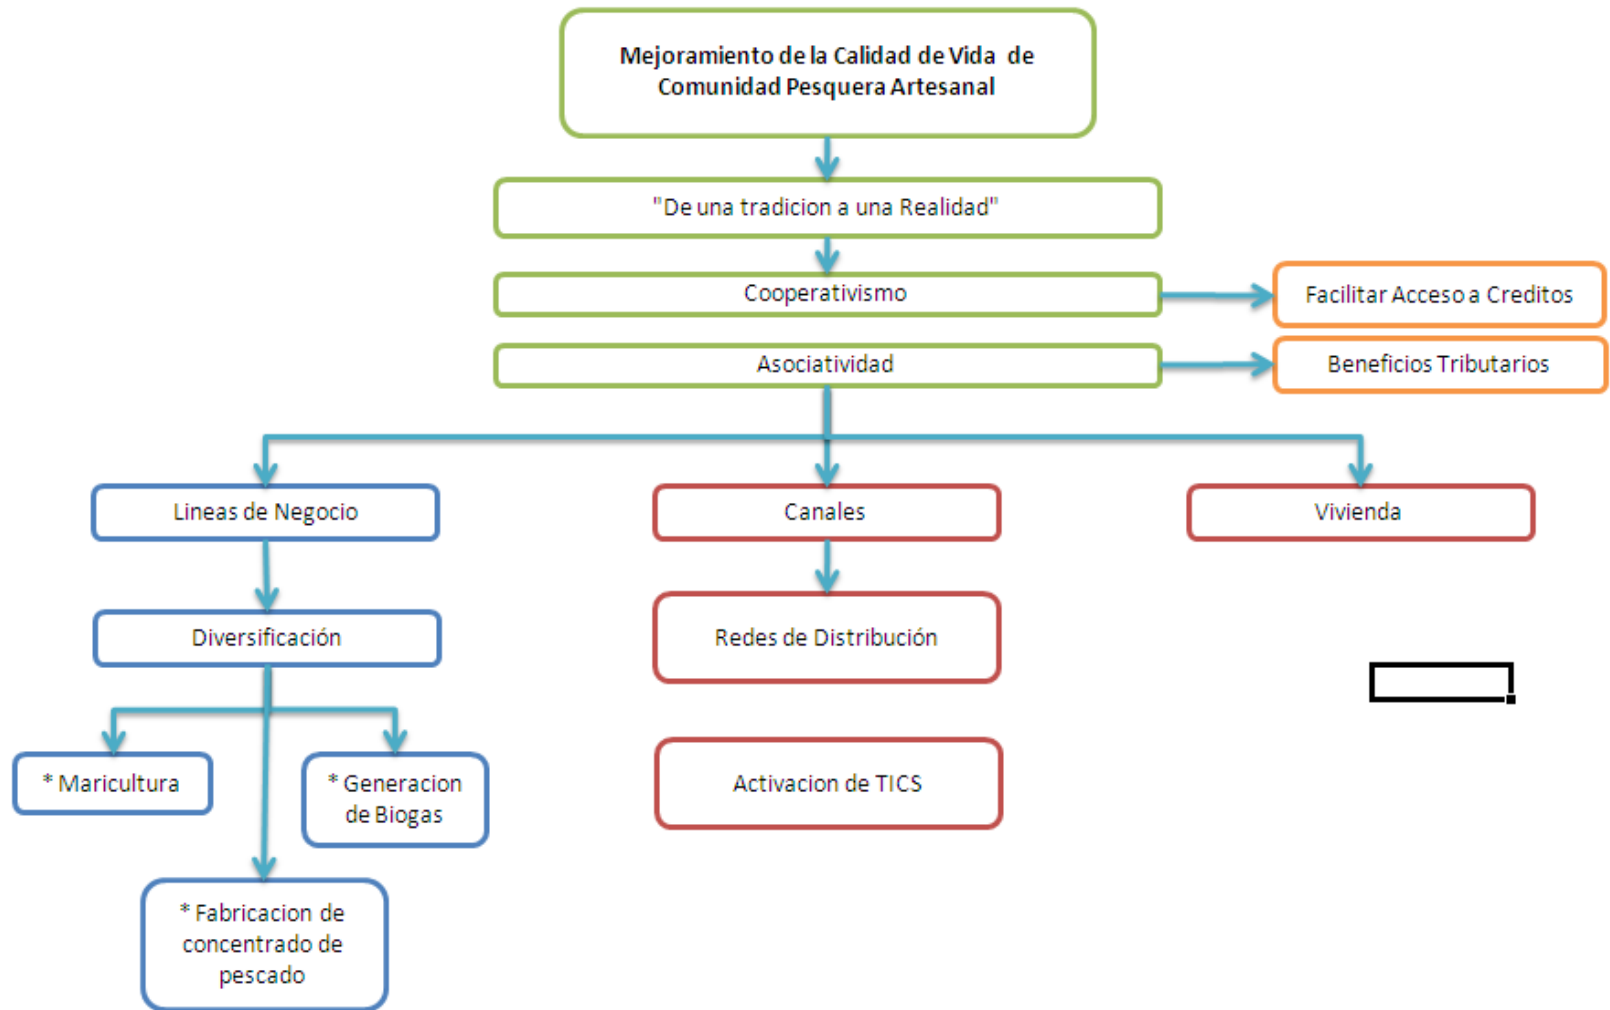 Mejoramiento de la Calidad de Vida de
Comunidad Pesquera Artesanal
"De una tradicion a una Realidad"
Cooperativismo
Facilitar Acceso a Creditos
Asociatividad
Beneficios Tributarios
Lineas de Negocio
Canales
Vivienda
Diversificación
Redes de Distribución
* Maricultura
* Generacion
de Biogas
Activacion de TICS
* Fabricacion de
concentrado de
pescado